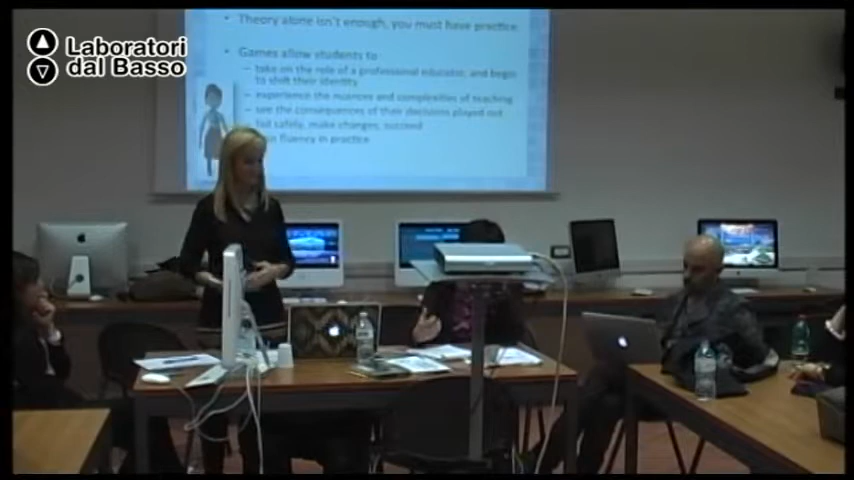 Laboratori
dal Basso
• Theory alone isn't enough, you must have practice
• Games allow students to
– take on the role of a professional educator, and begin
to shift their identity
– experience the nuances and complexities of teaching
– see the consequences of their decisions played out
fail safely, make changes, succeed
fluency in practice